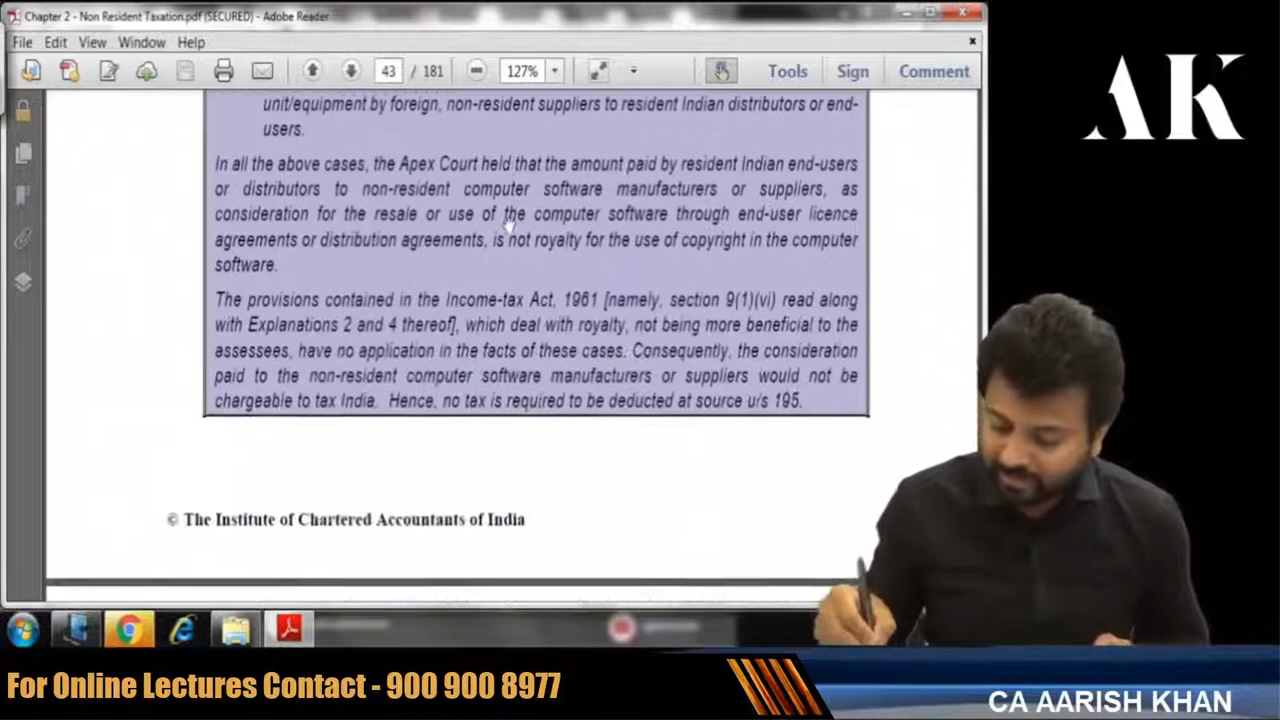 Chapter 2 - Non Resident Taxation.pdf (SECURED) - Adobe Reader
File Edit View Window Help
43 / 181
127%
Tools Sign Comment
AK
unit/equipment by foreign, non-resident suppliers to resident Indian distributors or end-
users.
In all the above cases, the Apex Court held that the amount paid by resident Indian end-users
or distributors to non-resident computer software manufacturers or suppliers, as
consideration for the resale or use of the computer software through end-user licence
agreements or distribution agreements, is not royalty for the use of copyright in the computer
software.
The provisions contained in the Income-tax Act, 1961 [namely, section 9(1)(vi) read along
with Explanations 2 and 4 thereof], which deal with royalty, not being more beneficial to the
assessees, have no application in the facts of these cases. Consequently, the consideration
paid to the non-resident computer software manufacturers or suppliers would not be
chargeable to tax India. Hence, no tax is required to be deducted at source u/s 195.
© The Institute of Chartered Accountants of India
For Online Lectures Contact - 900 900 8977
CA AARISH KHAN